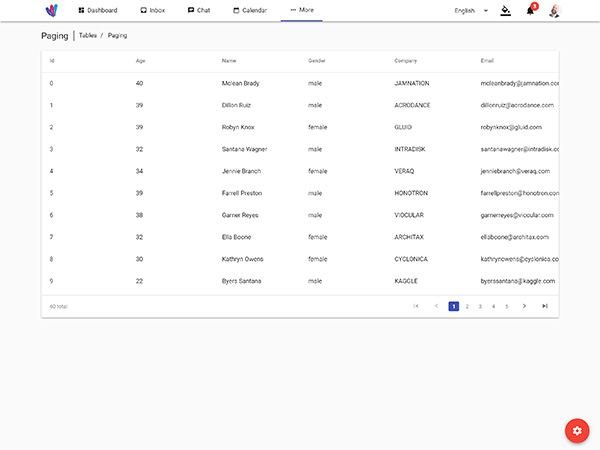 Dashboard Inbox Chat Calendar More English 3
Paging Tables / Paging
Id Age Name Gender Company Email
0 40 Mclean Brady male JAMNATION mcleanbrady@jamnation.com
1 39 Dillon Ruiz male ACRODANCE dillonruiz@acrodance.com
2 39 Robyn Knox female GLUID robynknox@gluid.com
3 32 Santana Wagner male INTRADISK santanawagner@intradisk.co
4 34 Jennie Branch female VERAQ jenniebranch@veraq.com
5 39 Farrell Preston male HONOTRON farrellpreston@honotron.con
6 38 Garner Reyes male VIOCULAR garnerreyes@viocular.com
7 32 Ella Boone female ARCHITAX ellaboone@architax.com
8 30 Kathryn Owens female CYCLONICA kathrynowens@cyclonica.co
9 22 Byers Santana male KAGGLE byerssantana@kaggle.com
60 total 1 2 3 4 5